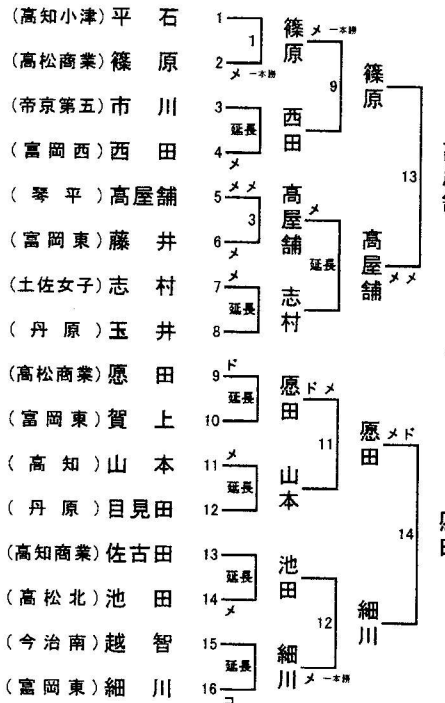 (高知小津) 平石 1
1
(高松商業) 篠原 2 メ 一本勝
(帝京第五) 市川 3
延長
(富岡西) 西田 4 メ
(琴平) 高屋舗 5 メメ
3
(富岡東) 藤井 6 メ
(土佐女子) 志村 7 メ
延長
(丹原) 玉井 8
(高松商業) 愿田 9 ド
延長
(富岡東) 賀上 10
(高知) 山本 11 メ
延長
(丹原) 目見田 12
(高知商業) 佐古田 13
延長
(高松北) 池田 14 メ
(今治南) 越智 15
延長
(富岡東) 細川 16 コ
篠原 メ 一本勝
9
西田
高屋舗 メ
延長
志村
愿田 ドメ
11
山本
池田
12
細川 メ 一本勝
篠原
13
高屋舗 メメ
愿田 メド
14
細川
愿田